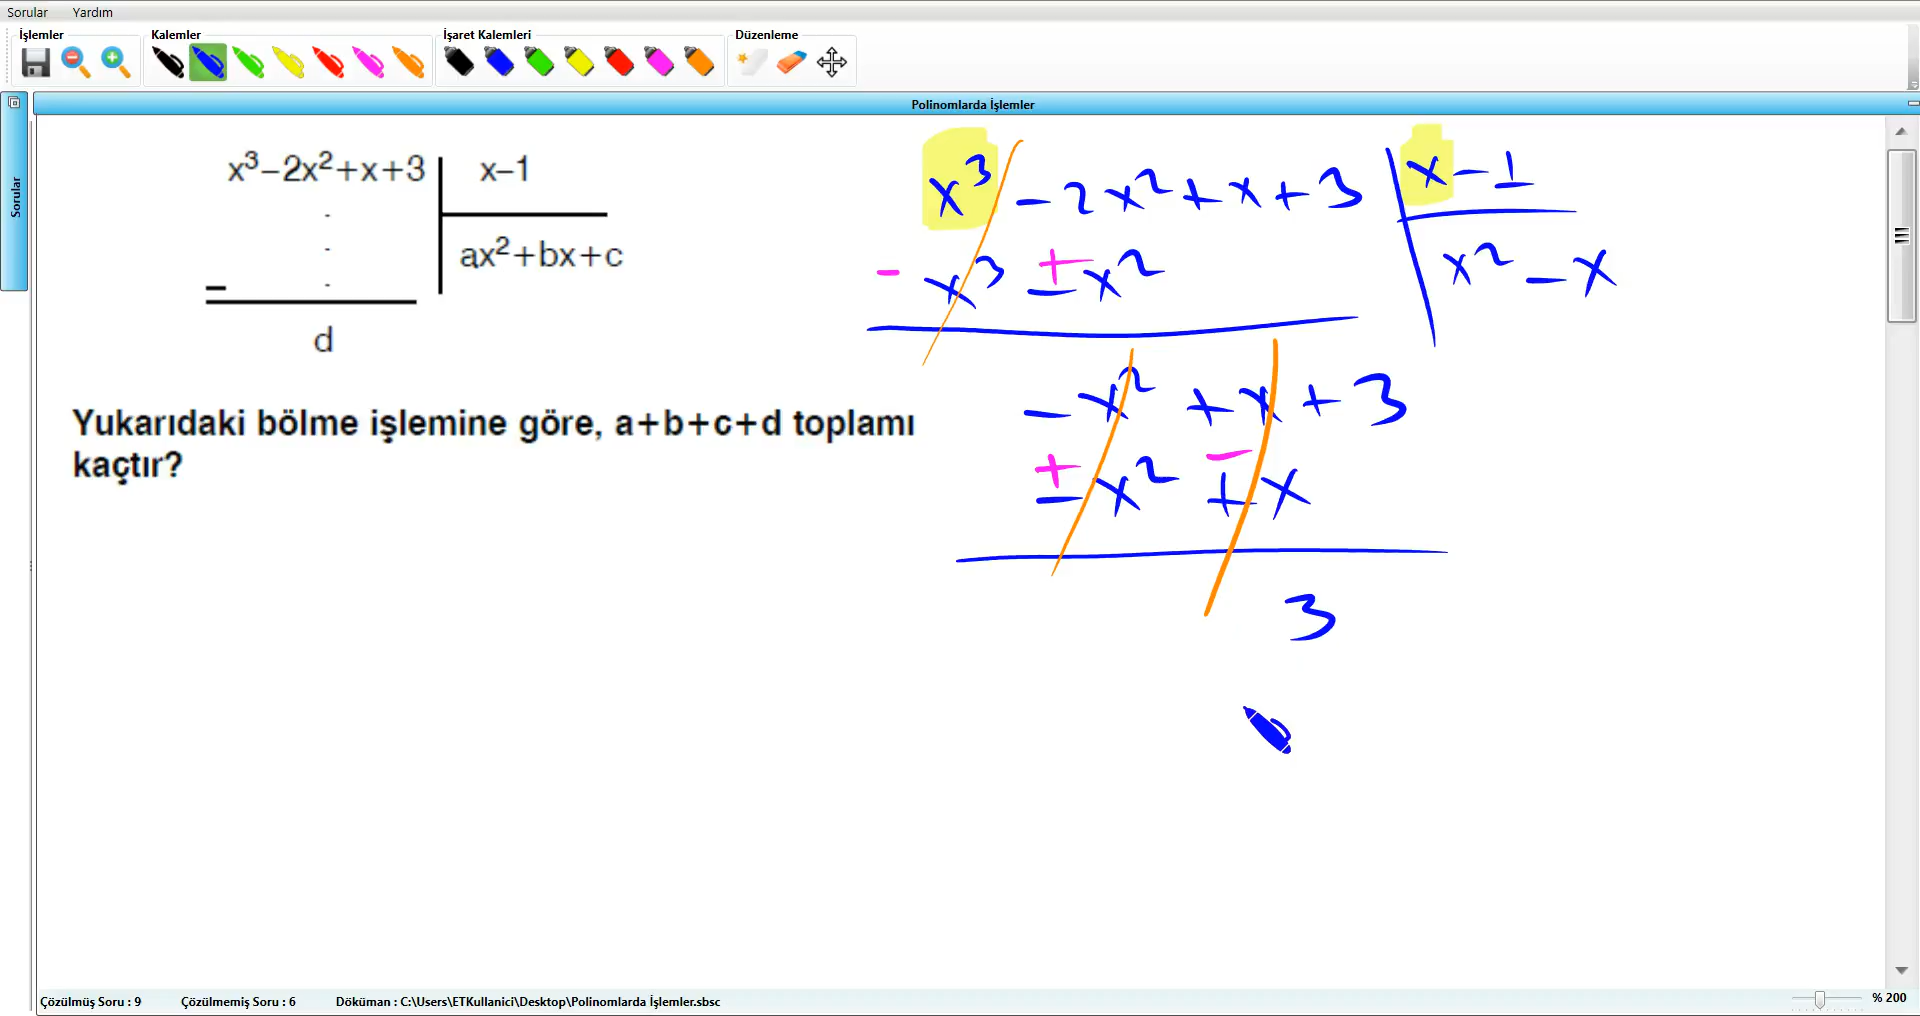 Sorular Yardım
İşlemler Kalemler İşaret Kalemleri Düzenleme
Sorular
Polinomlarda İşlemler
x³−2x²+x+3 x−1
ax²+bx+c
−
d
Yukarıdaki bölme işlemine göre, a+b+c+d toplamı
kaçtır?
x³ − 2x² + x + 3 x − 1
− x³ ± x² x² − x
− x² + x + 3
± x² ± x
3
Çözülmüş Soru : 9 Çözülmemiş Soru : 6 Döküman : C:\Users\ETKullanici\Desktop\Polinomlarda İşlemler.sbsc % 200